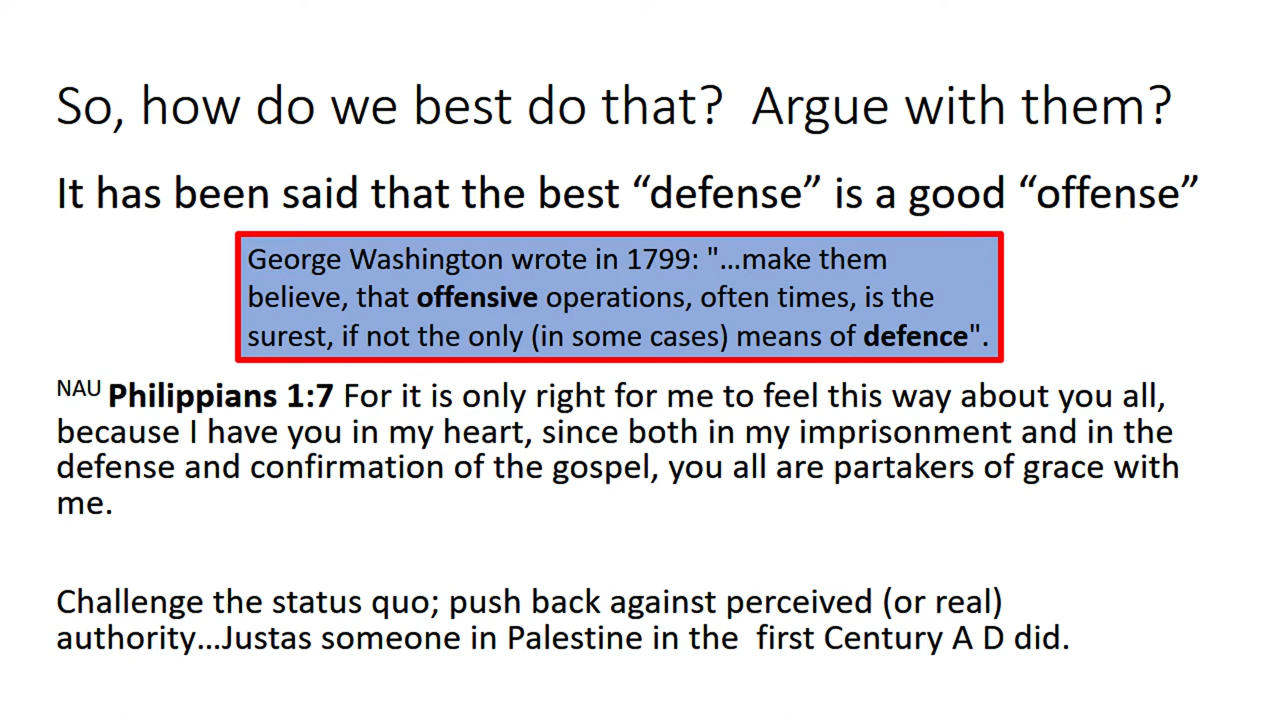 So, how do we best do that?  Argue with them?
It has been said that the best “defense” is a good “offense”
George Washington wrote in 1799: "…make them
believe, that offensive operations, often times, is the
surest, if not the only (in some cases) means of defence".
NAU Philippians 1:7 For it is only right for me to feel this way about you all,
because I have you in my heart, since both in my imprisonment and in the
defense and confirmation of the gospel, you all are partakers of grace with
me.
Challenge the status quo; push back against perceived (or real)
authority…Justas someone in Palestine in the  first Century A D did.